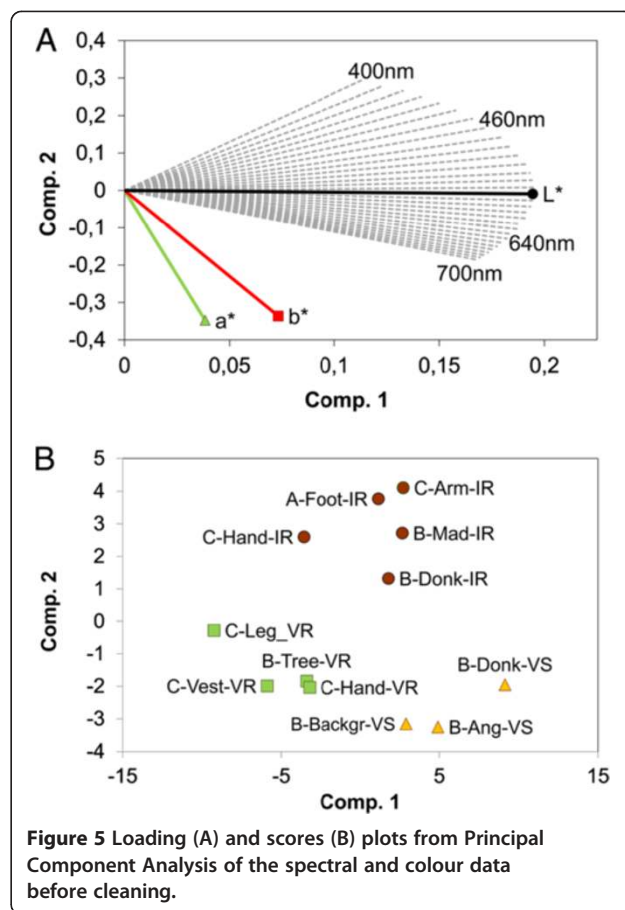 A
0,4
0,3
0,2
0,1
0
-0,1
-0,2
-0,3
-0,4
Comp. 2
400nm
460nm
L*
640nm
700nm
a*
b*
0
0,05
0,1
0,15
0,2
Comp. 1
B
5
4
3
2
1
0
-1
-2
-3
-4
Comp. 2
C-Arm-IR
A-Foot-IR
C-Hand-IR
B-Mad-IR
B-Donk-IR
C-Leg_VR
B-Tree-VR
B-Donk-VS
C-Vest-VR
C-Hand-VR
B-Backgr-VS
B-Ang-VS
-15
-5
5
15
Comp. 1
Figure 5 Loading (A) and scores (B) plots from Principal
Component Analysis of the spectral and colour data
before cleaning.